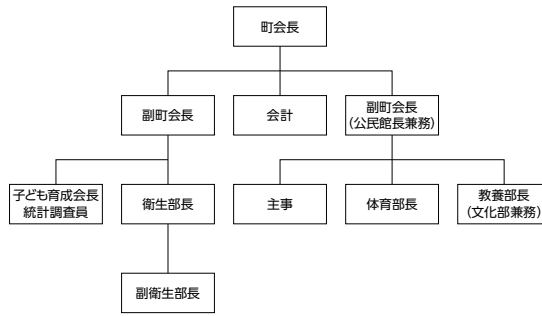 町会長
副町会長
会計
副町会長
(公民館長兼務)
子ども育成会長
統計調査員
衛生部長
主事
体育部長
教養部長
(文化部兼務)
副衛生部長